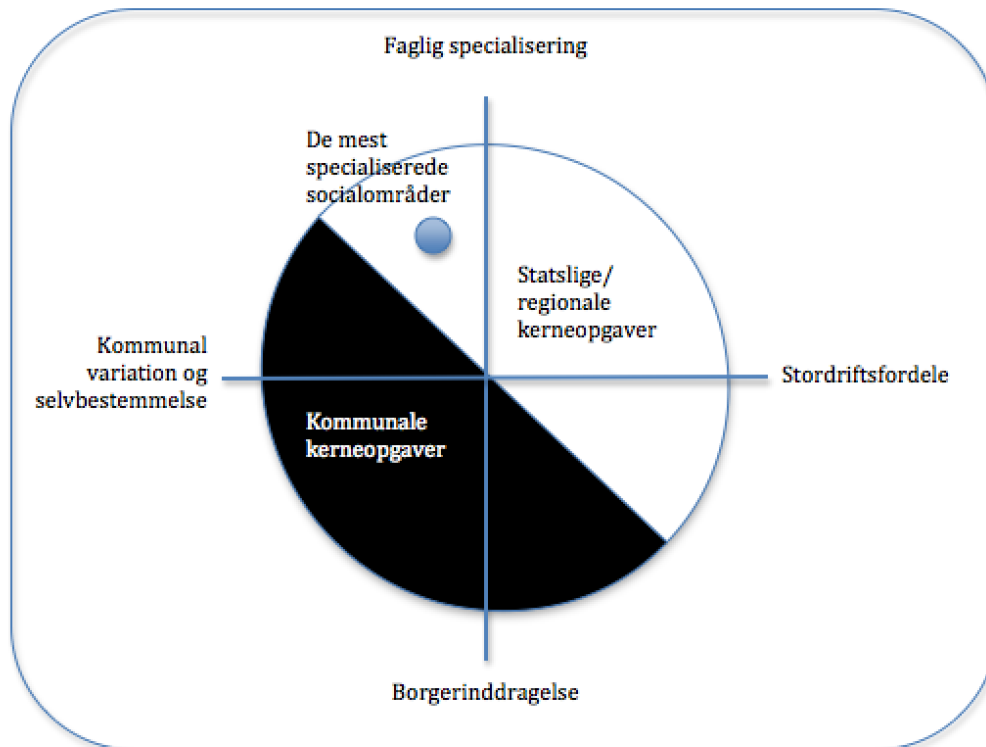 Faglig specialisering
De mest
specialiserede
socialområder
Statslige/
regionale
kerneopgaver
Kommunal
variation og
selvbestemmelse
Stordriftsfordele
Kommunale
kerneopgaver
Borgerinddragelse